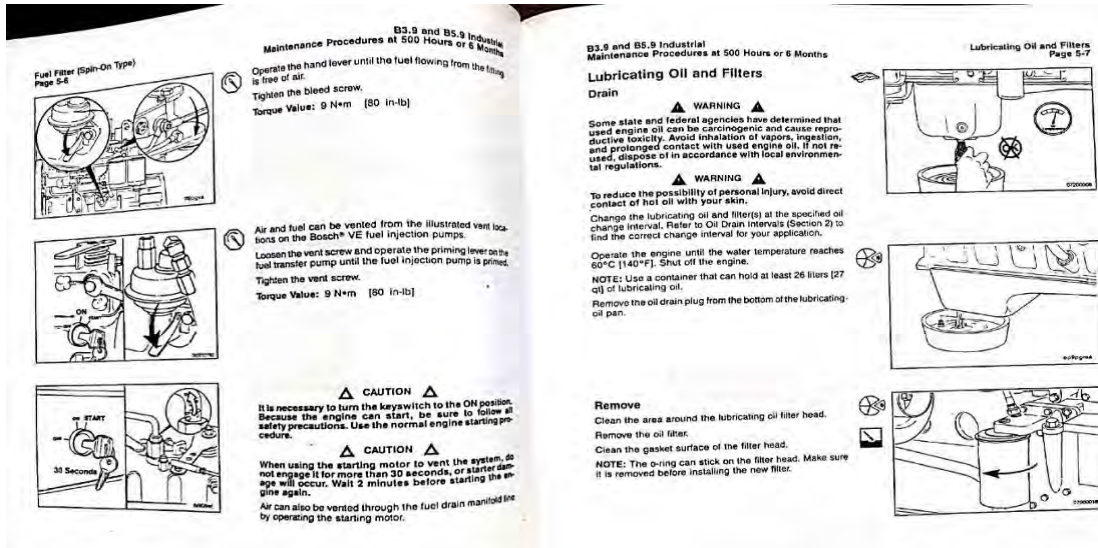 Fuel Filter (Spin-On Type)
Page 5-6
B3.9 and B5.9 Industrial
Maintenance Procedures at 500 Hours or 6 Months
Operate the hand lever until the fuel flowing from the fitting
is free of air.
Tighten the bleed screw.
Torque Value: 9 N•m [80 in-lb]
Air and fuel can be vented from the illustrated vent loca-
tions on the Bosch® VE fuel injection pumps.
Loosen the vent screw and operate the priming lever on the
fuel transfer pump until the fuel injection pump is primed.
Tighten the vent screw.
Torque Value: 9 N•m [80 in-lb]
ON
CAUTION
It is necessary to turn the keyswitch to the ON position.
Because the engine can start, be sure to follow all
safety precautions. Use the normal engine starting pro-
cedure.
CAUTION
When using the starting motor to vent the system, do
not engage it for more than 30 seconds, or starter dam-
age will occur. Wait 2 minutes before starting the en-
gine again.
Air can also be vented through the fuel drain manifold line
by operating the starting motor.
ON START
OFF
30 Seconds
B3.9 and B5.9 Industrial
Maintenance Procedures at 500 Hours or 6 Months
Lubricating Oil and Filters
Page 5-7
Lubricating Oil and Filters
Drain
WARNING
Some state and federal agencies have determined that
used engine oil can be carcinogenic and cause repro-
ductive toxicity. Avoid inhalation of vapors, ingestion,
and prolonged contact with used engine oil. If not re-
used, dispose of in accordance with local environmen-
tal regulations.
WARNING
To reduce the possibility of personal injury, avoid direct
contact of hot oil with your skin.
Change the lubricating oil and filter(s) at the specified oil
change interval. Refer to Oil Drain Intervals (Section 2) to
find the correct change interval for your application.
Operate the engine until the water temperature reaches
60°C [140°F]. Shut off the engine.
NOTE: Use a container that can hold at least 26 liters [27
qt] of lubricating oil.
Remove the oil drain plug from the bottom of the lubricating-
oil pan.
07200008
Remove
Clean the area around the lubricating oil filter head.
Remove the oil filter.
Clean the gasket surface of the filter head.
NOTE: The o-ring can stick on the filter head. Make sure
it is removed before installing the new filter.